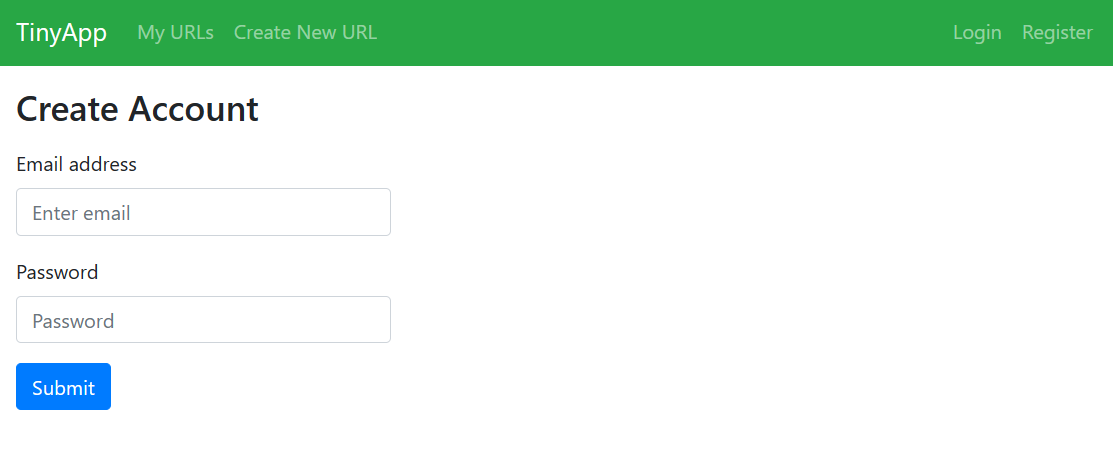 TinyApp My URLs Create New URL Login Register
Create Account
Email address
Enter email
Password
Password
Submit